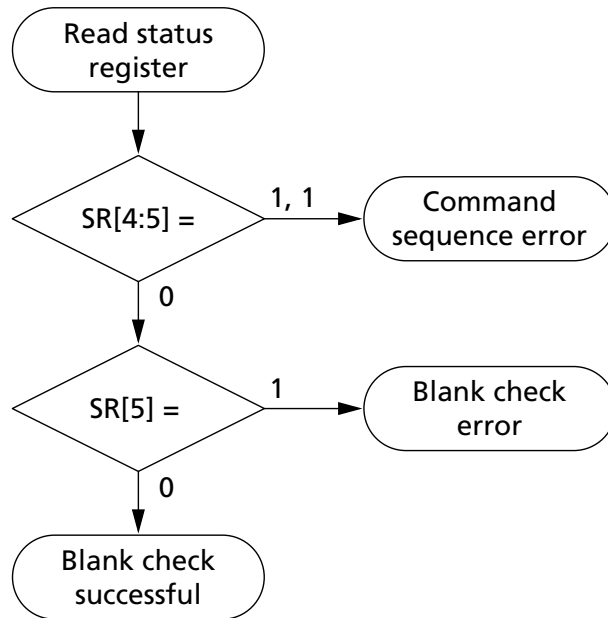 Read status
register
SR[4:5] =
1, 1
Command
sequence error
0
SR[5] =
1
Blank check
error
0
Blank check
successful